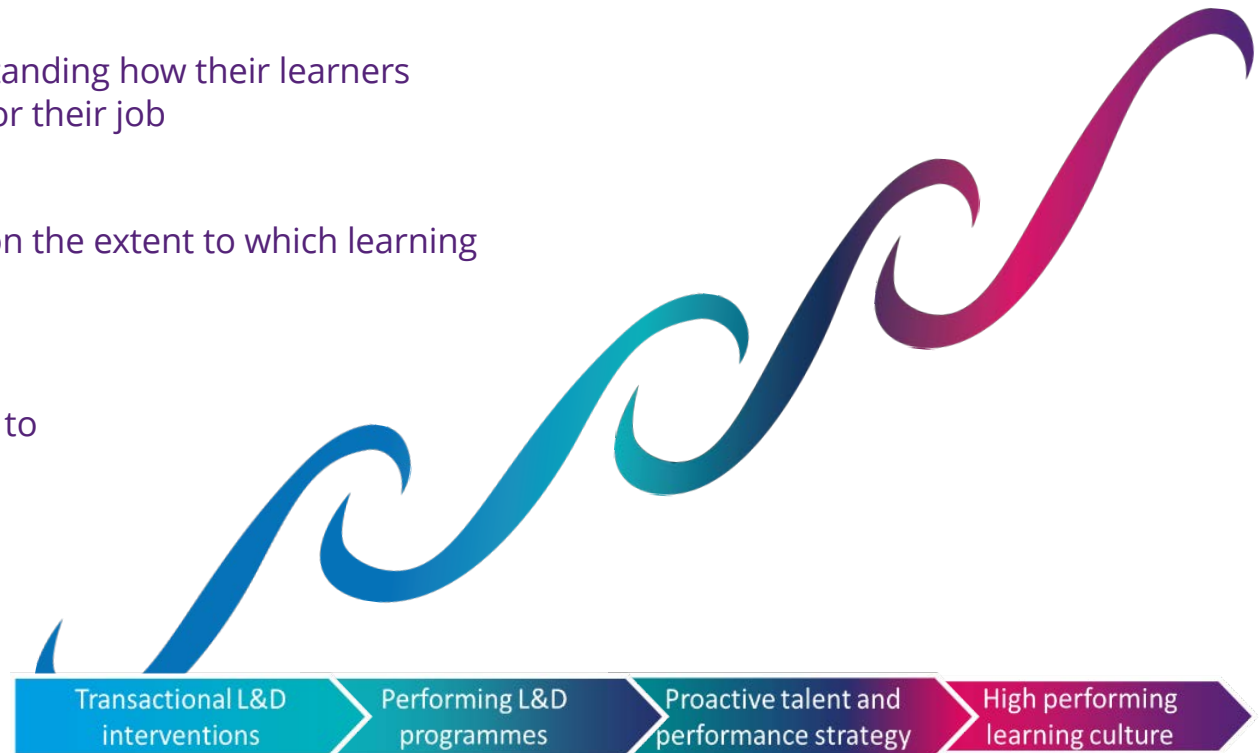 tanding how their learners
or their job
on the extent to which learning
to
Transactional L&D
interventions
Performing L&D
programmes
Proactive talent and
performance strategy
High performing
learning culture